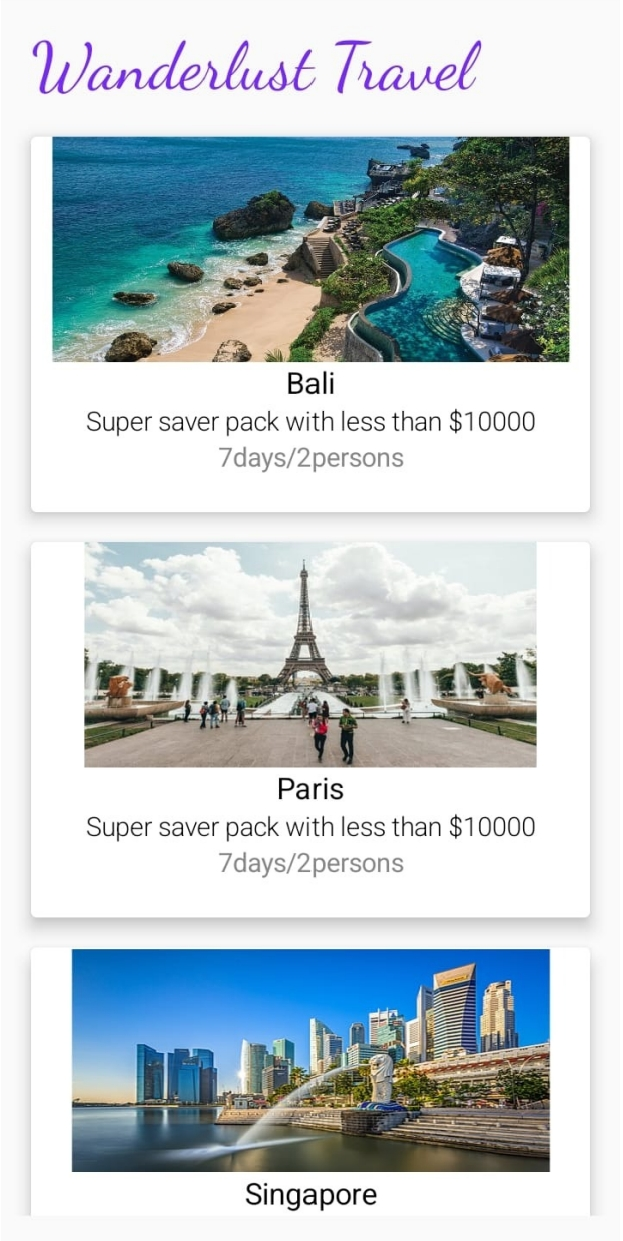 Wanderlust Travel
Bali
Super saver pack with less than $10000
7days/2persons
Paris
Super saver pack with less than $10000
7days/2persons
Singapore